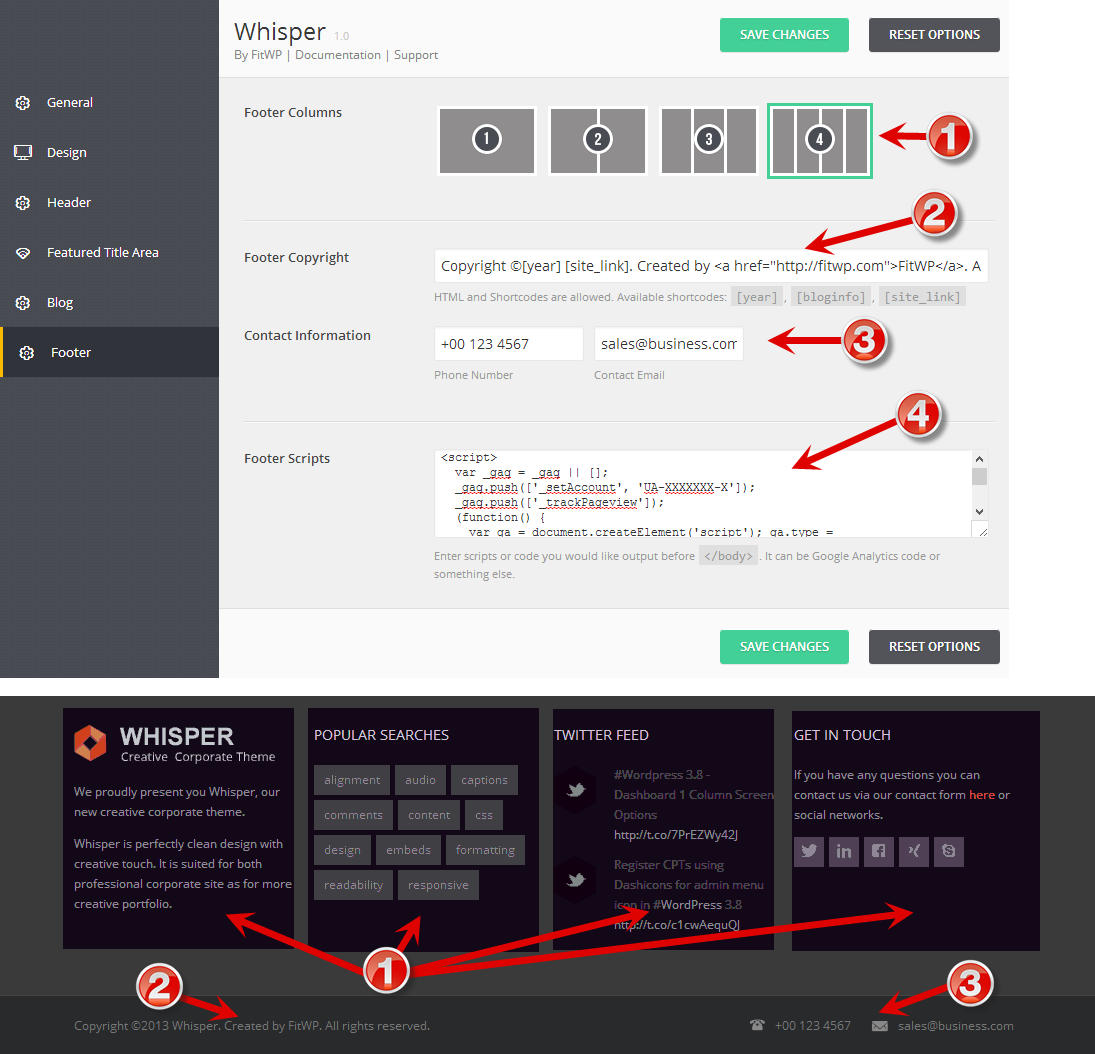 Whisper 1.0
By FitWP | Documentation | Support
SAVE CHANGES
RESET OPTIONS
General
Design
Header
Featured Title Area
Blog
Footer
Footer Columns
1
2
3
4
1
2
Footer Copyright
Copyright ©[year] [site_link]. Created by <a href="http://fitwp.com">FitWP</a>. A
HTML and Shortcodes are allowed. Available shortcodes: [year] , [bloginfo] , [site_link]
Contact Information
+00 123 4567
sales@business.com
3
Phone Number
Contact Email
4
Footer Scripts
<script>
var _gaq = _gaq || [];
_gaq.push(['_setAccount', 'UA-XXXXXXX-X']);
_gaq.push(['_trackPageview']);
(function() {
var ga = document.createElement('script'); ga.type =
Enter scripts or code you would like output before </body> . It can be Google Analytics code or
something else.
SAVE CHANGES
RESET OPTIONS
WHISPER
Creative Corporate Theme
We proudly present you Whisper, our
new creative corporate theme.
Whisper is perfectly clean design with
creative touch. It is suited for both
professional corporate site as for more
creative portfolio.
POPULAR SEARCHES
alignment audio captions
comments content css
design embeds formatting
readability responsive
TWITTER FEED
#Wordpress 3.8 -
Dashboard 1 Column Screen
Options
http://t.co/7PrEZWy42J
Register CPTs using
Dashicons for admin menu
icon in #WordPress 3.8
http://t.co/c1cwAequQJ
GET IN TOUCH
If you have any questions you can
contact us via our contact form here or
social networks.
1
2
3
Copyright ©2013 Whisper. Created by FitWP. All rights reserved.
+00 123 4567
sales@business.com